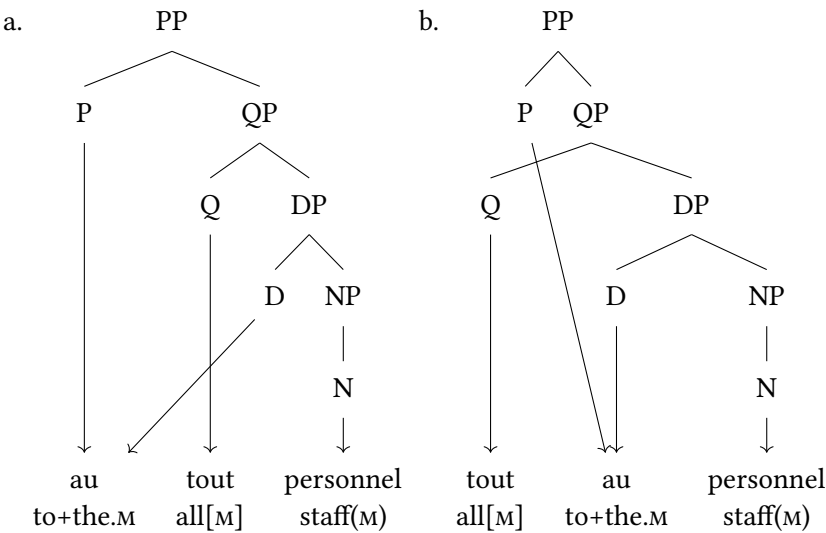 a. PP b. PP
P QP P QP
Q DP Q DP
D NP D NP
N N
au tout personnel tout au personnel
to+the.ᴍ all[ᴍ] staff(ᴍ) all[ᴍ] to+the.ᴍ staff(ᴍ)